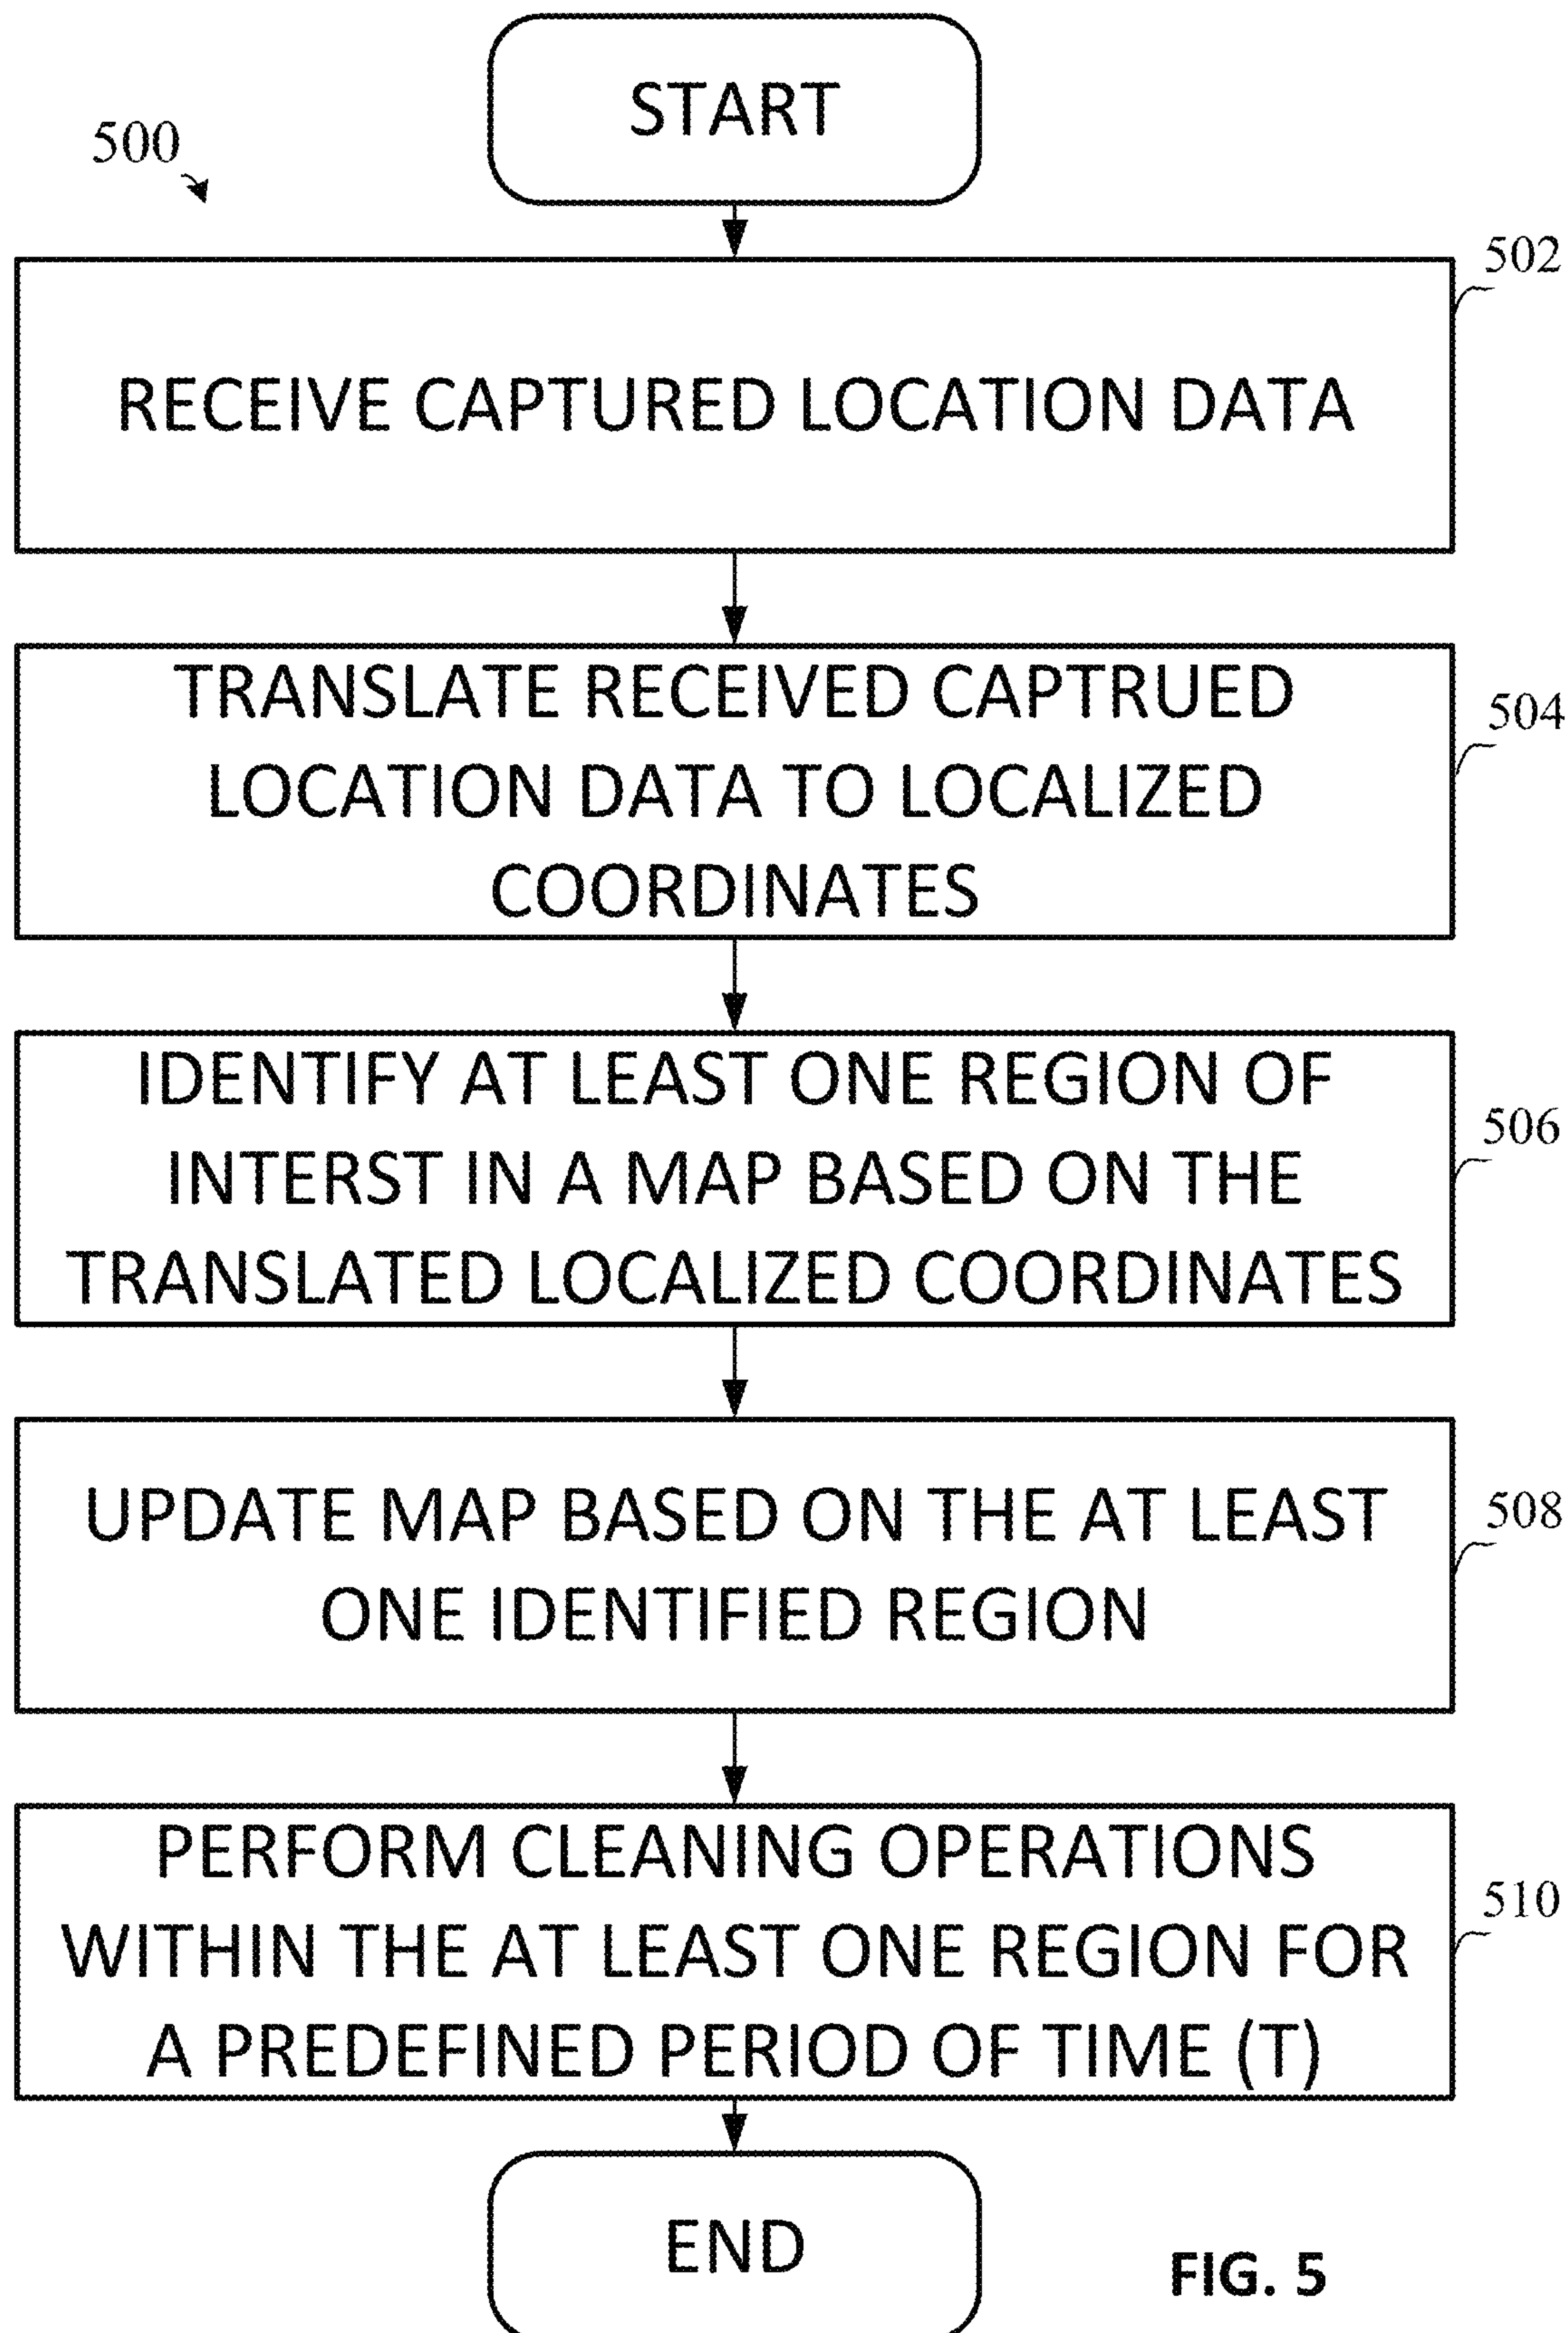 START
500
502
RECEIVE CAPTURED LOCATION DATA
TRANSLATE RECEIVED CAPTRUED
LOCATION DATA TO LOCALIZED
COORDINATES
504
IDENTIFY AT LEAST ONE REGION OF
INTERST IN A MAP BASED ON THE
TRANSLATED LOCALIZED COORDINATES
506
UPDATE MAP BASED ON THE AT LEAST
ONE IDENTIFIED REGION
508
PERFORM CLEANING OPERATIONS
WITHIN THE AT LEAST ONE REGION FOR
A PREDEFINED PERIOD OF TIME (T)
510
END
FIG. 5